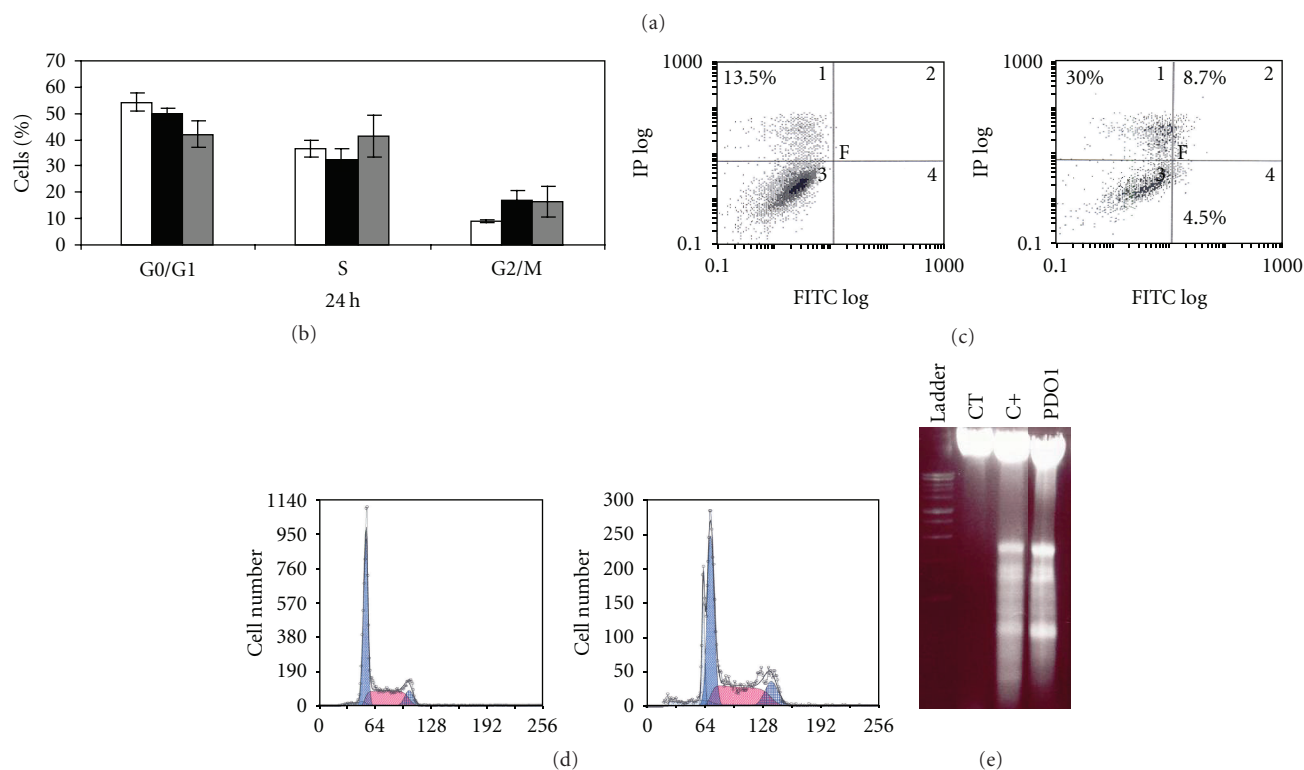 (a)
70
60
50
40
30
20
10
0
Cells (%)
G0/G1
S
G2/M
24 h
(b)
1000
0.1
IP log
13.5%
1
2
F
3
4
0.1
1000
FITC log
1000
0.1
IP log
30%
1
8.7%
2
F
3
4
4.5%
0.1
1000
FITC log
(c)
1140
950
760
570
380
190
0
Cell number
0
64
128
192
256
300
250
200
150
100
50
0
Cell number
0
64
128
192
256
(d)
Ladder
CT
C+
PDO1
(e)